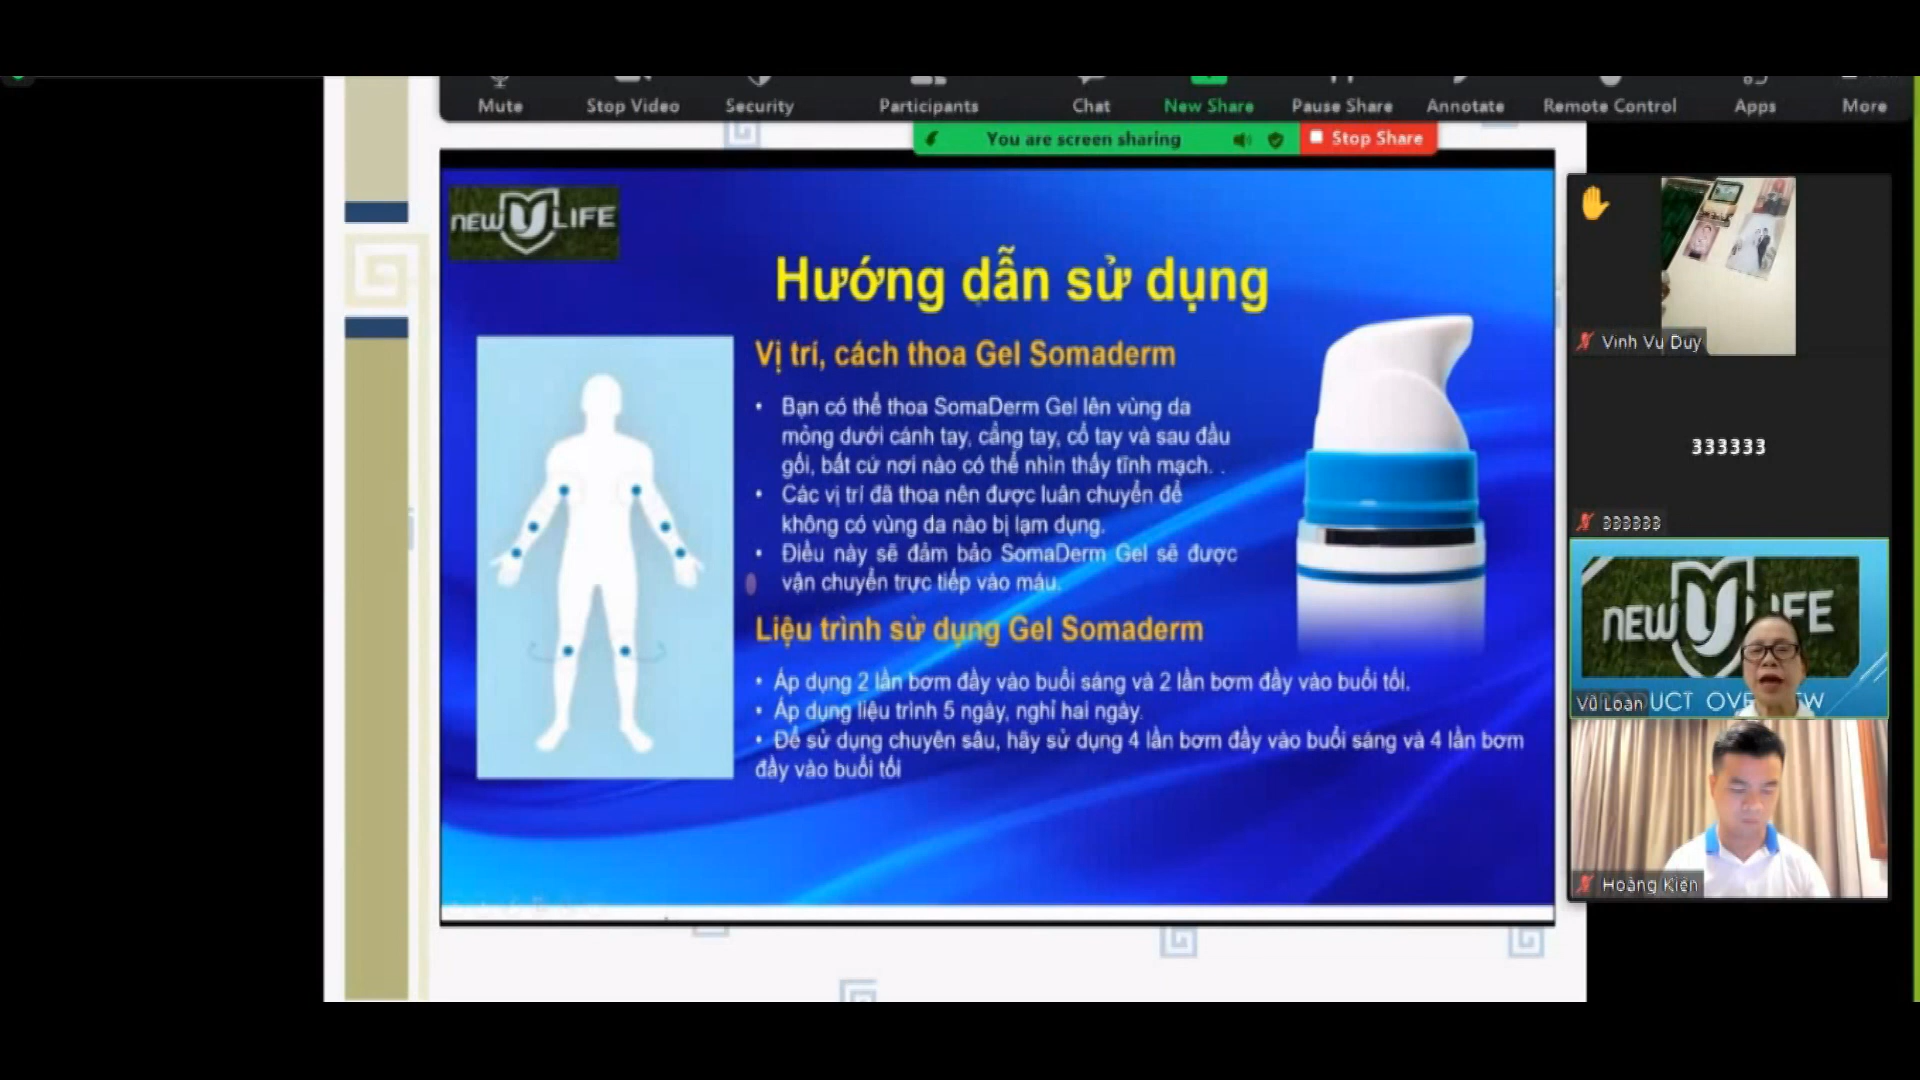 Mute Stop Video Security Participants Chat New Share Pause Share Annotate Remote Control Apps More
You are screen sharing Stop Share
NEW U LIFE
Hướng dẫn sử dụng
Vị trí, cách thoa Gel Somaderm
• Bạn có thể thoa SomaDerm Gel lên vùng da
mỏng dưới cánh tay, cẳng tay, cổ tay và sau đầu
gối, bất cứ nơi nào có thể nhìn thấy tĩnh mạch. .
• Các vị trí đã thoa nên được luân chuyển để
không có vùng da nào bị lạm dụng.
• Điều này sẽ đảm bảo SomaDerm Gel sẽ được
vận chuyển trực tiếp vào máu.
Liệu trình sử dụng Gel Somaderm
• Áp dụng 2 lần bơm đầy vào buổi sáng và 2 lần bơm đầy vào buổi tối.
• Áp dụng liệu trình 5 ngày, nghỉ hai ngày.
• Để sử dụng chuyên sâu, hãy sử dụng 4 lần bơm đầy vào buổi sáng và 4 lần bơm
đầy vào buổi tối
Vinh Vu Duy
333333
333333
NEW U LIFE
Vũ Loan
Hoàng Kiên